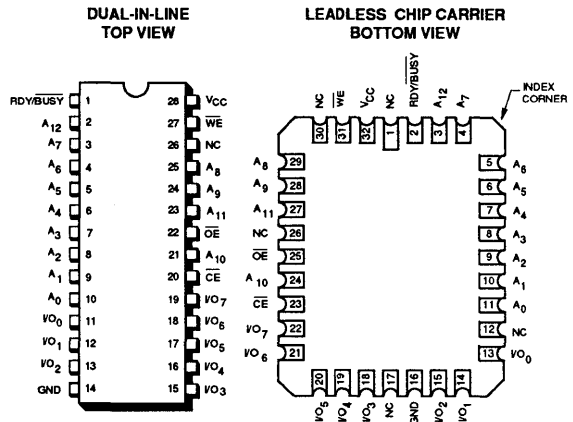 DUAL-IN-LINE
TOP VIEW
RDY/BUSY 1 28 VCC
A12 2 27 WE
A7 3 26 NC
A6 4 25 A8
A5 5 24 A9
A4 6 23 A11
A3 7 22 OE
A2 8 21 A10
A1 9 20 CE
A0 10 19 I/O7
I/O0 11 18 I/O6
I/O1 12 17 I/O5
I/O2 13 16 I/O4
GND 14 15 I/O3
LEADLESS CHIP CARRIER
BOTTOM VIEW
INDEX
CORNER
NC WE VCC NC RDY/BUSY A12 A7
30 31 32 1 2 3 4
A8 29 5 A6
A9 28 6 A5
A11 27 7 A4
NC 26 8 A3
OE 25 9 A2
A10 24 10 A1
CE 23 11 A0
I/O7 22 12 NC
I/O6 21 13 I/O0
20 19 18 17 16 15 14
I/O5 I/O4 I/O3 NC GND I/O2 I/O1